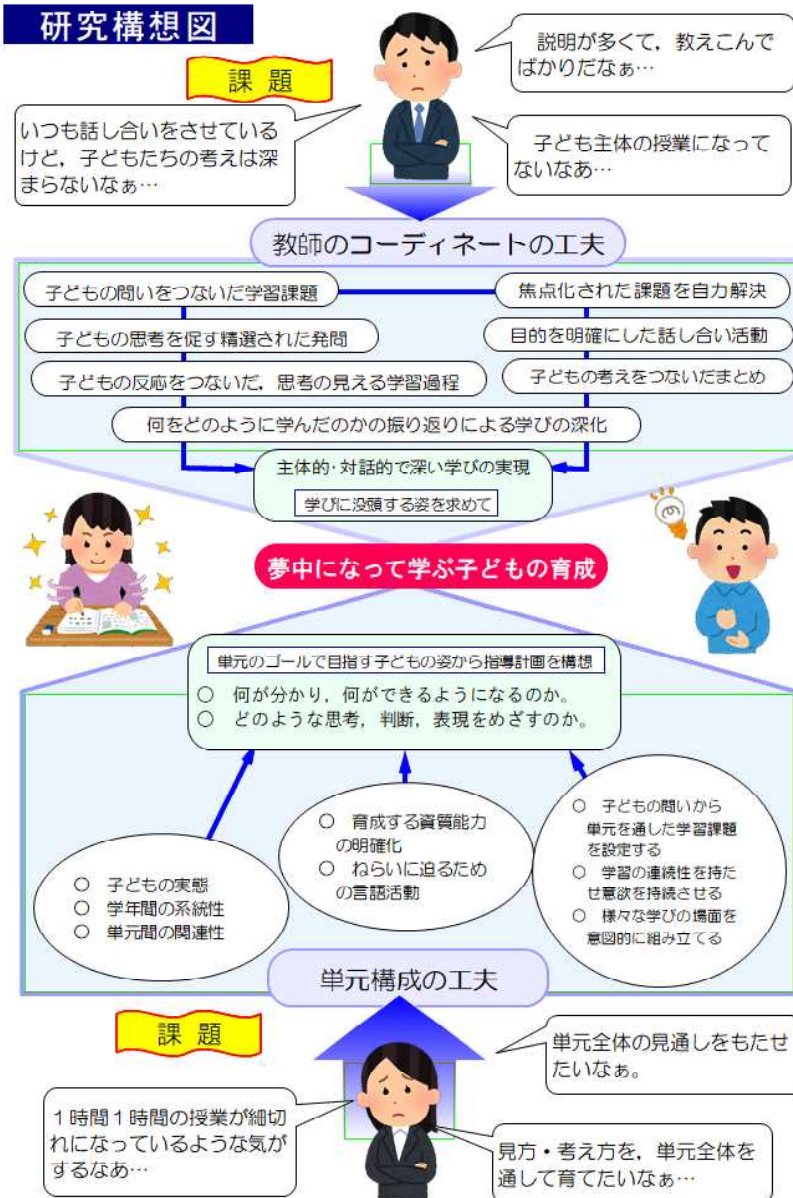 研究構想図
課 題
説明が多くて，教えこんで
ばかりだなぁ…
いつも話し合いをさせている
けど，子どもたちの考えは深
まらないなぁ…
子ども主体の授業になって
ないなあ…
教師のコーディネートの工夫
子どもの問いをつないだ学習課題
焦点化された課題を自力解決
子どもの思考を促す精選された発問
目的を明確にした話し合い活動
子どもの反応をつないだ，思考の見える学習過程
子どもの考えをつないだまとめ
何をどのように学んだのかの振り返りによる学びの深化
主体的・対話的で深い学びの実現
学びに没頭する姿を求めて
夢中になって学ぶ子どもの育成
単元のゴールで目指す子どもの姿から指導計画を構想
○ 何が分かり，何ができるようになるのか。
○ どのような思考，判断，表現をめざすのか。
○ 子どもの実態
○ 学年間の系統性
○ 単元間の関連性
○ 育成する資質能力
の明確化
○ ねらいに迫るため
の言語活動
○ 子どもの問いから
単元を通した学習課題
を設定する
○ 学習の連続性を持た
せ意欲を持続させる
○ 様々な学びの場面を
意図的に組み立てる
単元構成の工夫
課 題
単元全体の見通しをもたせ
たいなぁ。
１時間１時間の授業が細切
れになっているような気が
するなあ…
見方・考え方を，単元全体を
通して育てたいなぁ…